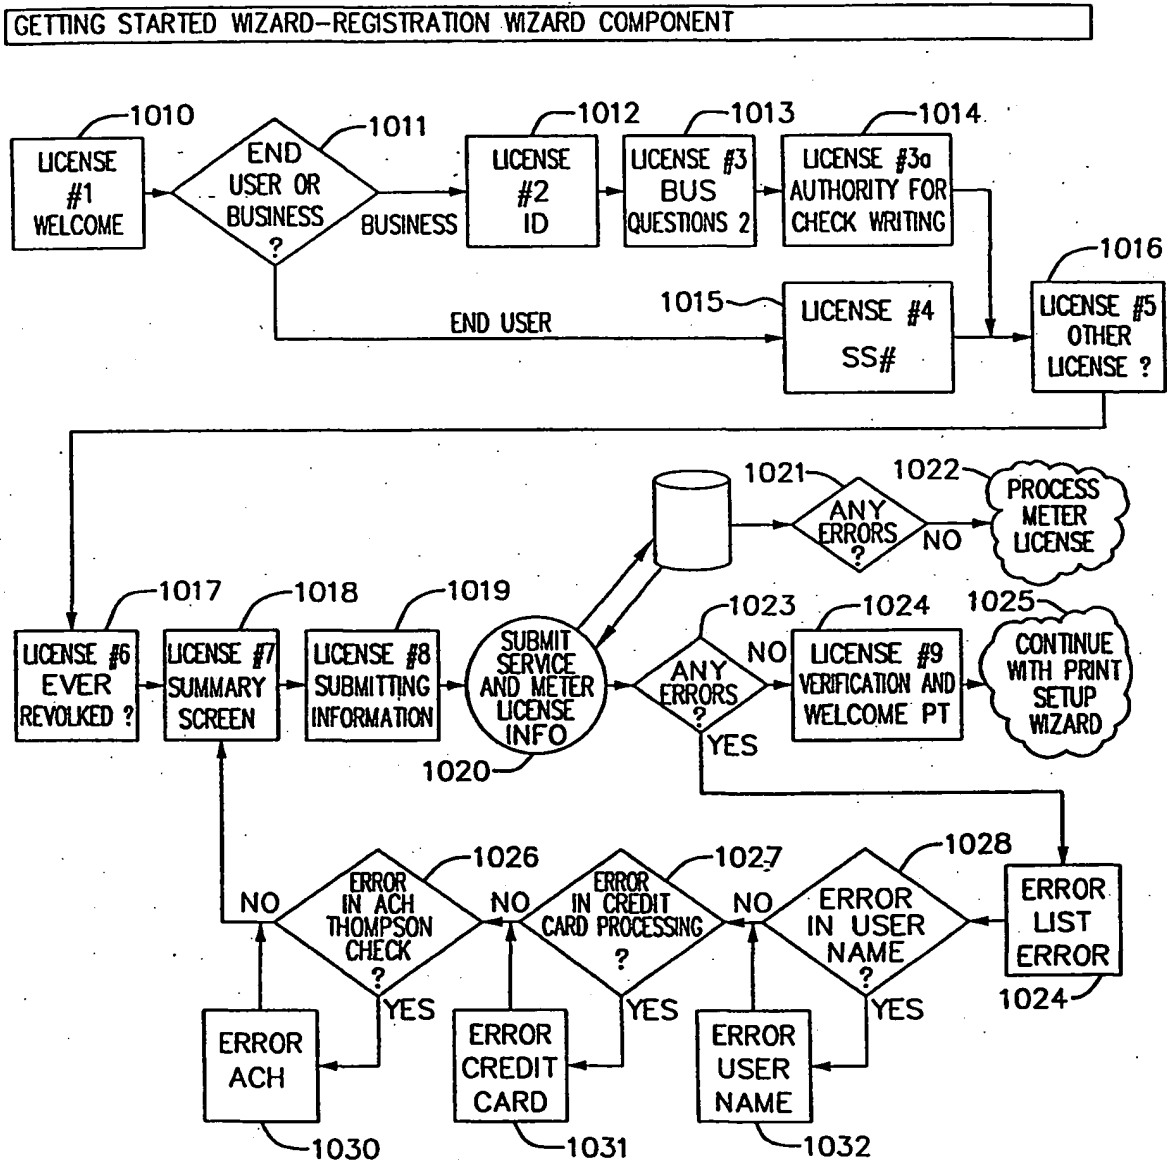 GETTING STARTED WIZARD-REGISTRATION WIZARD COMPONENT
1010
LICENSE
#1
WELCOME
1011
END
USER OR
BUSINESS
?
BUSINESS
1012
LICENSE
#2
ID
1013
LICENSE #3
BUS
QUESTIONS 2
1014
LICENSE #3a
AUTHORITY FOR
CHECK WRITING
END USER
1015
LICENSE #4
SS#
1016
LICENSE #5
OTHER
LICENSE ?
1021
ANY
ERRORS
?
NO
1022
PROCESS
METER
LICENSE
1017
LICENSE #6
EVER
REVOLKED ?
1018
LICENSE #7
SUMMARY
SCREEN
1019
LICENSE #8
SUBMITTING
INFORMATION
SUBMIT
SERVICE
AND METER
LICENSE
INFO
1020
1023
ANY
ERRORS
?
NO
YES
1024
LICENSE #9
VERIFICATION AND
WELCOME PT
1025
CONTINUE
WITH PRINT
SETUP
WIZARD
NO
1026
ERROR
IN ACH
THOMPSON
CHECK
?
YES
NO
1027
ERROR
IN CREDIT
CARD PROCESSING
?
YES
NO
1028
ERROR
IN USER
NAME
?
YES
ERROR
LIST
ERROR
1024
ERROR
ACH
1030
ERROR
CREDIT
CARD
1031
ERROR
USER
NAME
1032